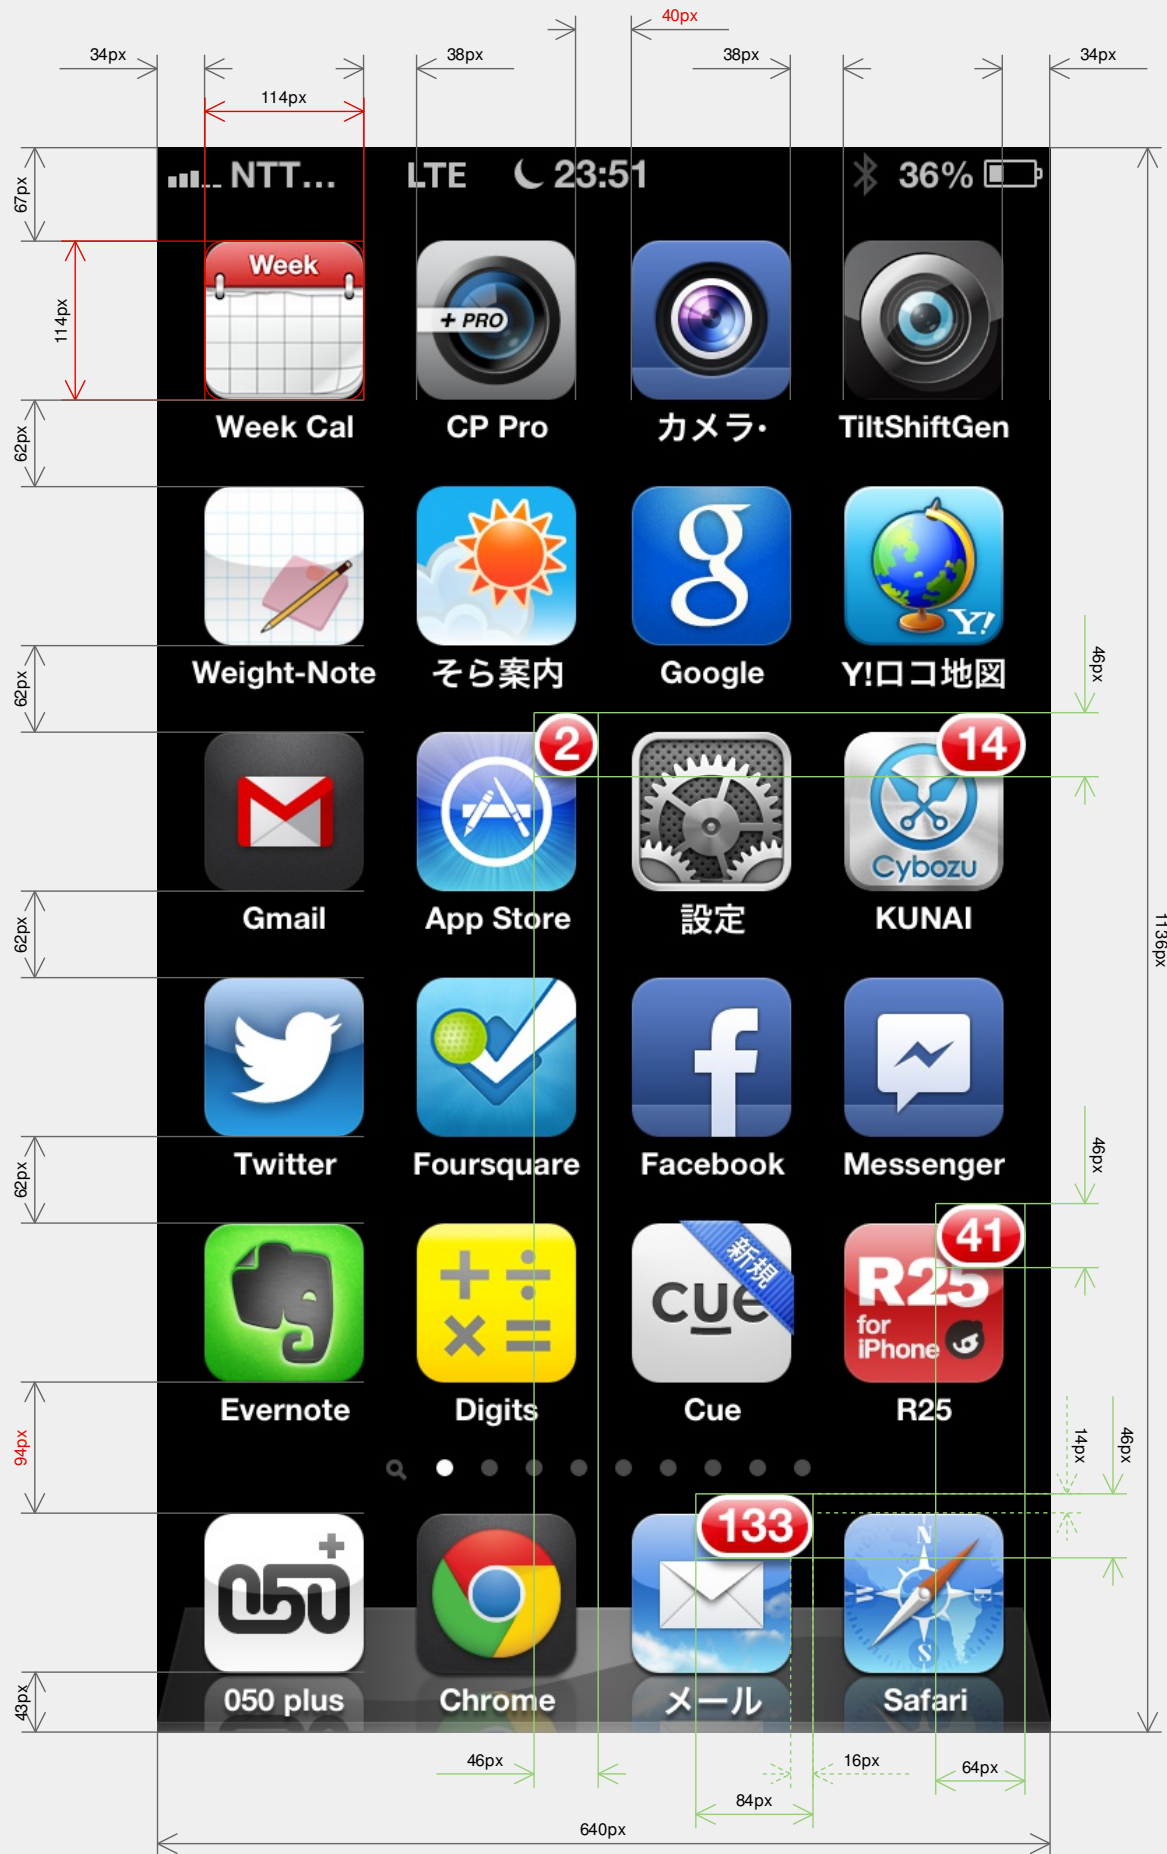 40px
34px
38px
38px
34px
114px
67px
NTT...
LTE
23:51
36%
114px
Week
+ PRO
Week Cal
CP Pro
カメラ·
TiltShiftGen
62px
g
Y!
Weight-Note
そら案内
Google
Y!ロコ地図
62px
46px
2
14
Cybozu
Gmail
App Store
設定
KUNAI
62px
1136px
f
Twitter
Foursquare
Facebook
Messenger
62px
46px
41
+ ÷
× =
新規
cue
R25
for
iPhone
Evernote
Digits
Cue
R25
94px
14px
46px
133
050
+
N
W
E
S
050 plus
Chrome
メール
Safari
43px
46px
16px
64px
84px
640px